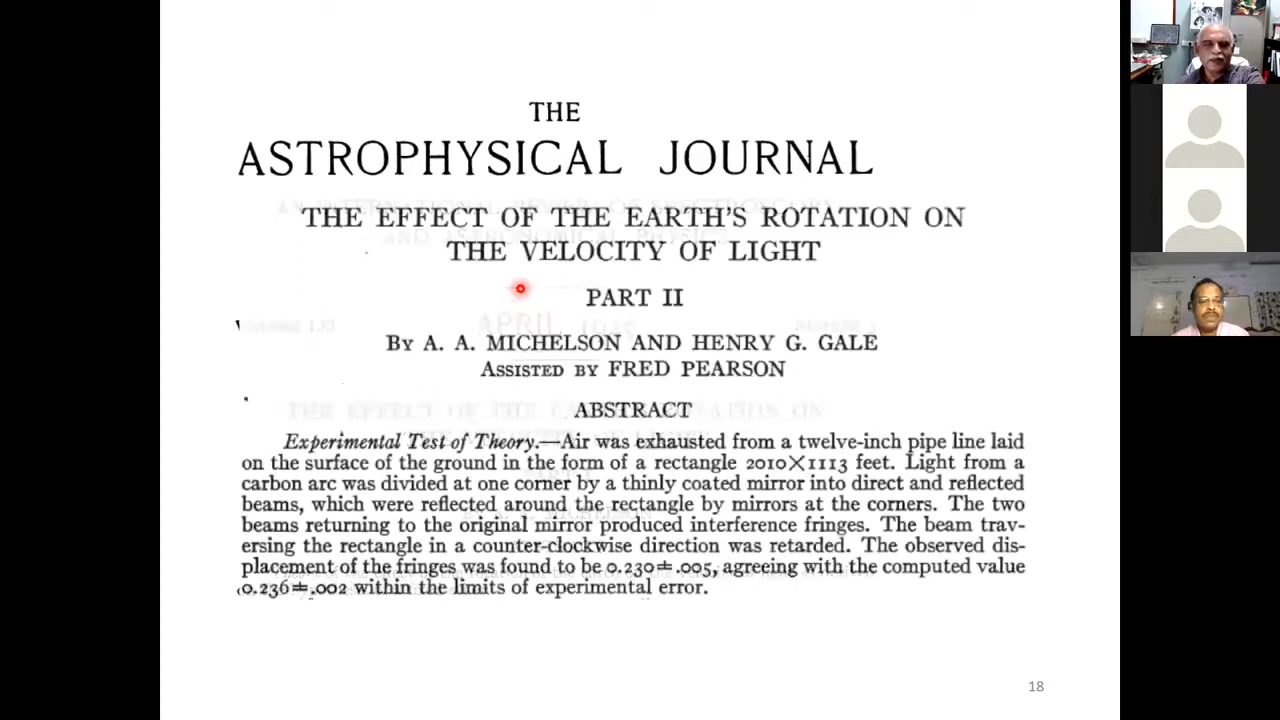 THE
ASTROPHYSICAL JOURNAL
THE EFFECT OF THE EARTH'S ROTATION ON
THE VELOCITY OF LIGHT
PART II
By A. A. MICHELSON AND HENRY G. GALE
Assisted by FRED PEARSON
ABSTRACT
Experimental Test of Theory.—Air was exhausted from a twelve-inch pipe line laid
on the surface of the ground in the form of a rectangle 2010×1113 feet. Light from a
carbon arc was divided at one corner by a thinly coated mirror into direct and reflected
beams, which were reflected around the rectangle by mirrors at the corners. The two
beams returning to the original mirror produced interference fringes. The beam trav-
ersing the rectangle in a counter-clockwise direction was retarded. The observed dis-
placement of the fringes was found to be 0.230±.005, agreeing with the computed value
0.236±.002 within the limits of experimental error.
18